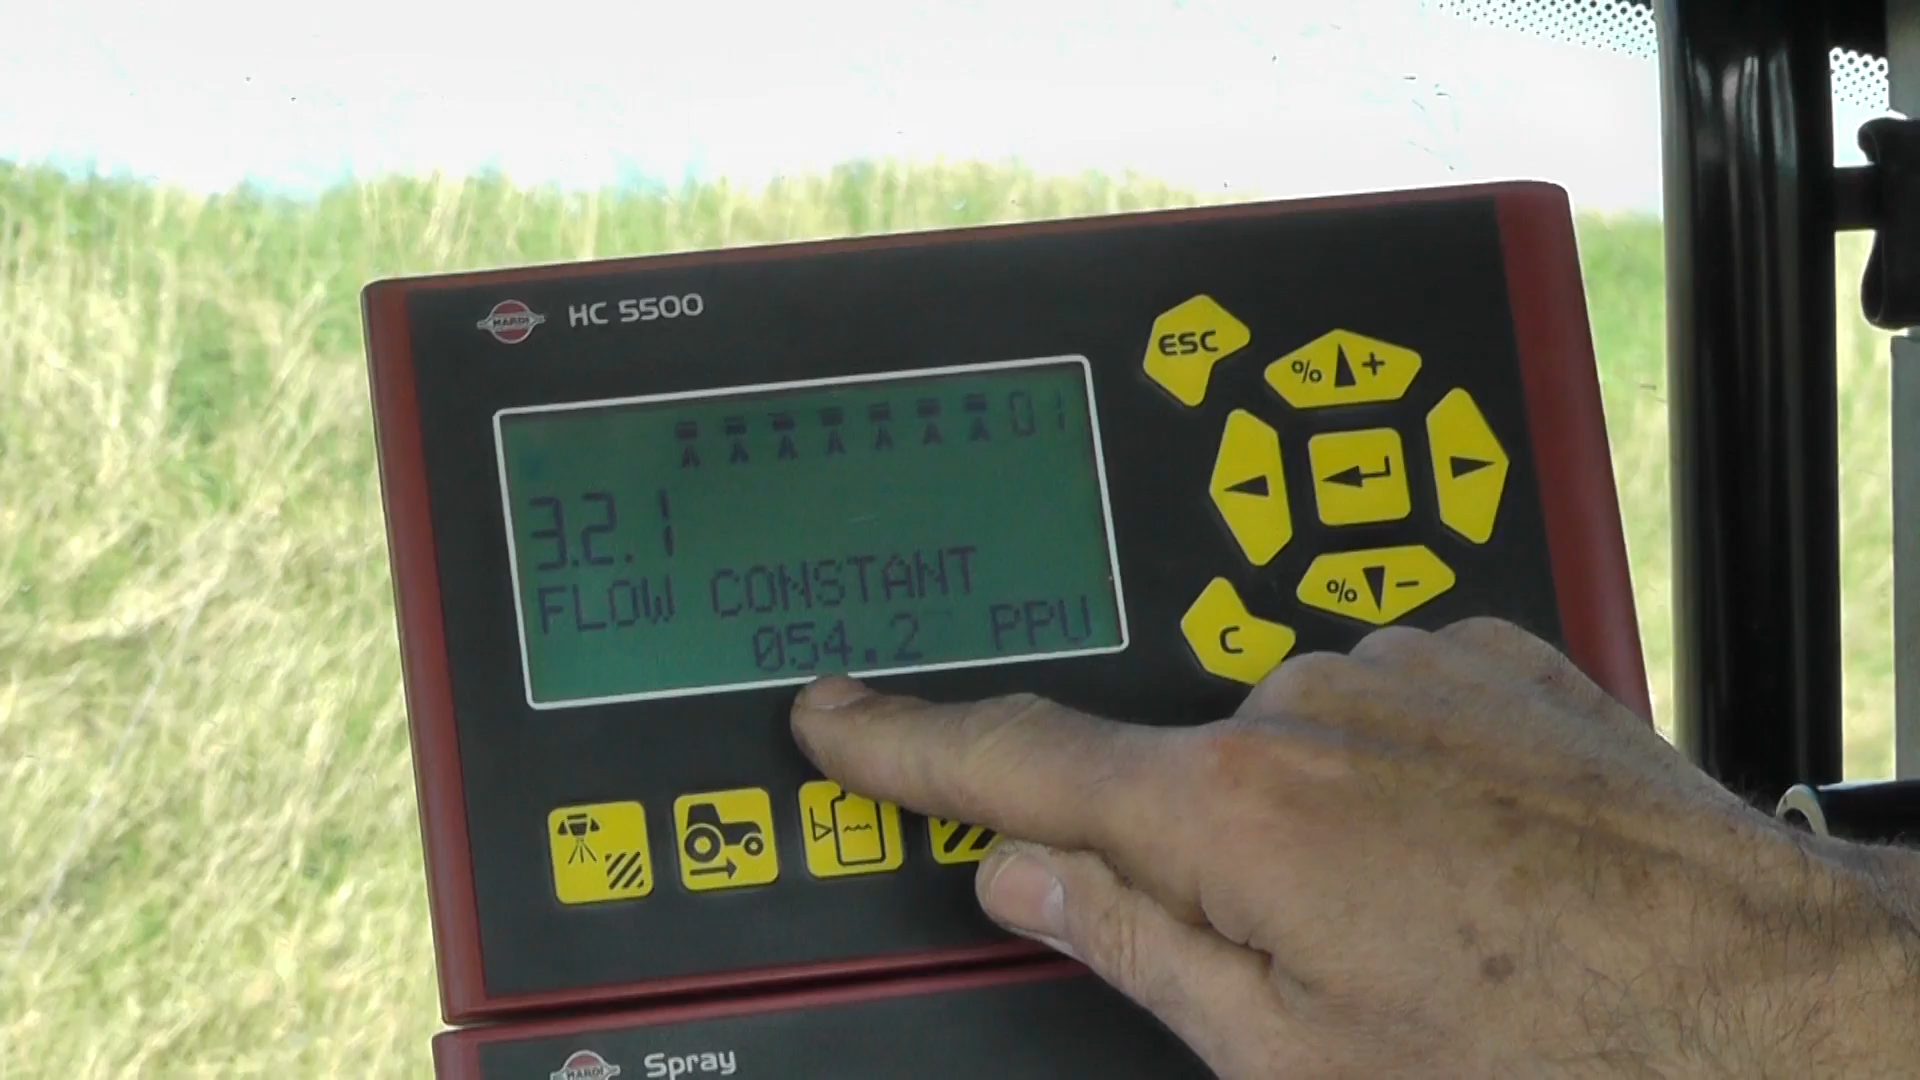 HARDI HC 5500
01
3.2.1
FLOW CONSTANT
054.2 PPU
ESC
% +
% -
C
HARDI Spray